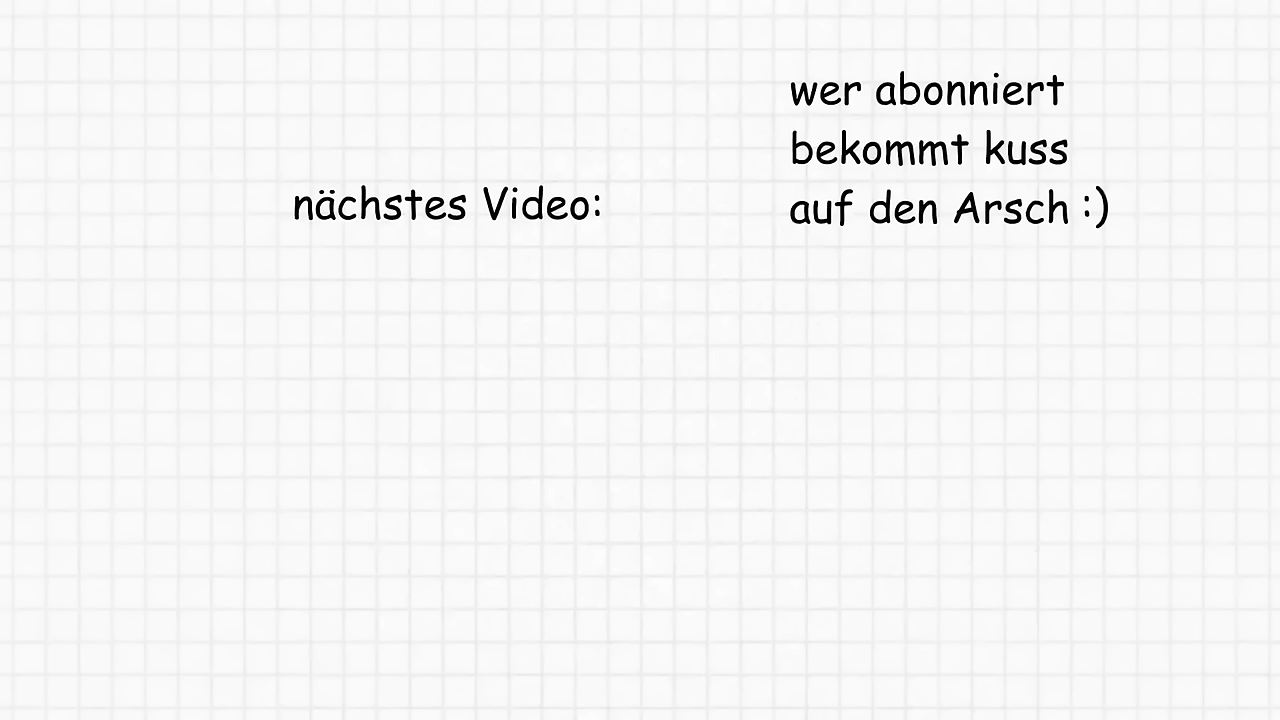 wer abonniert
bekommt kuss
auf den Arsch :)
nächstes Video: